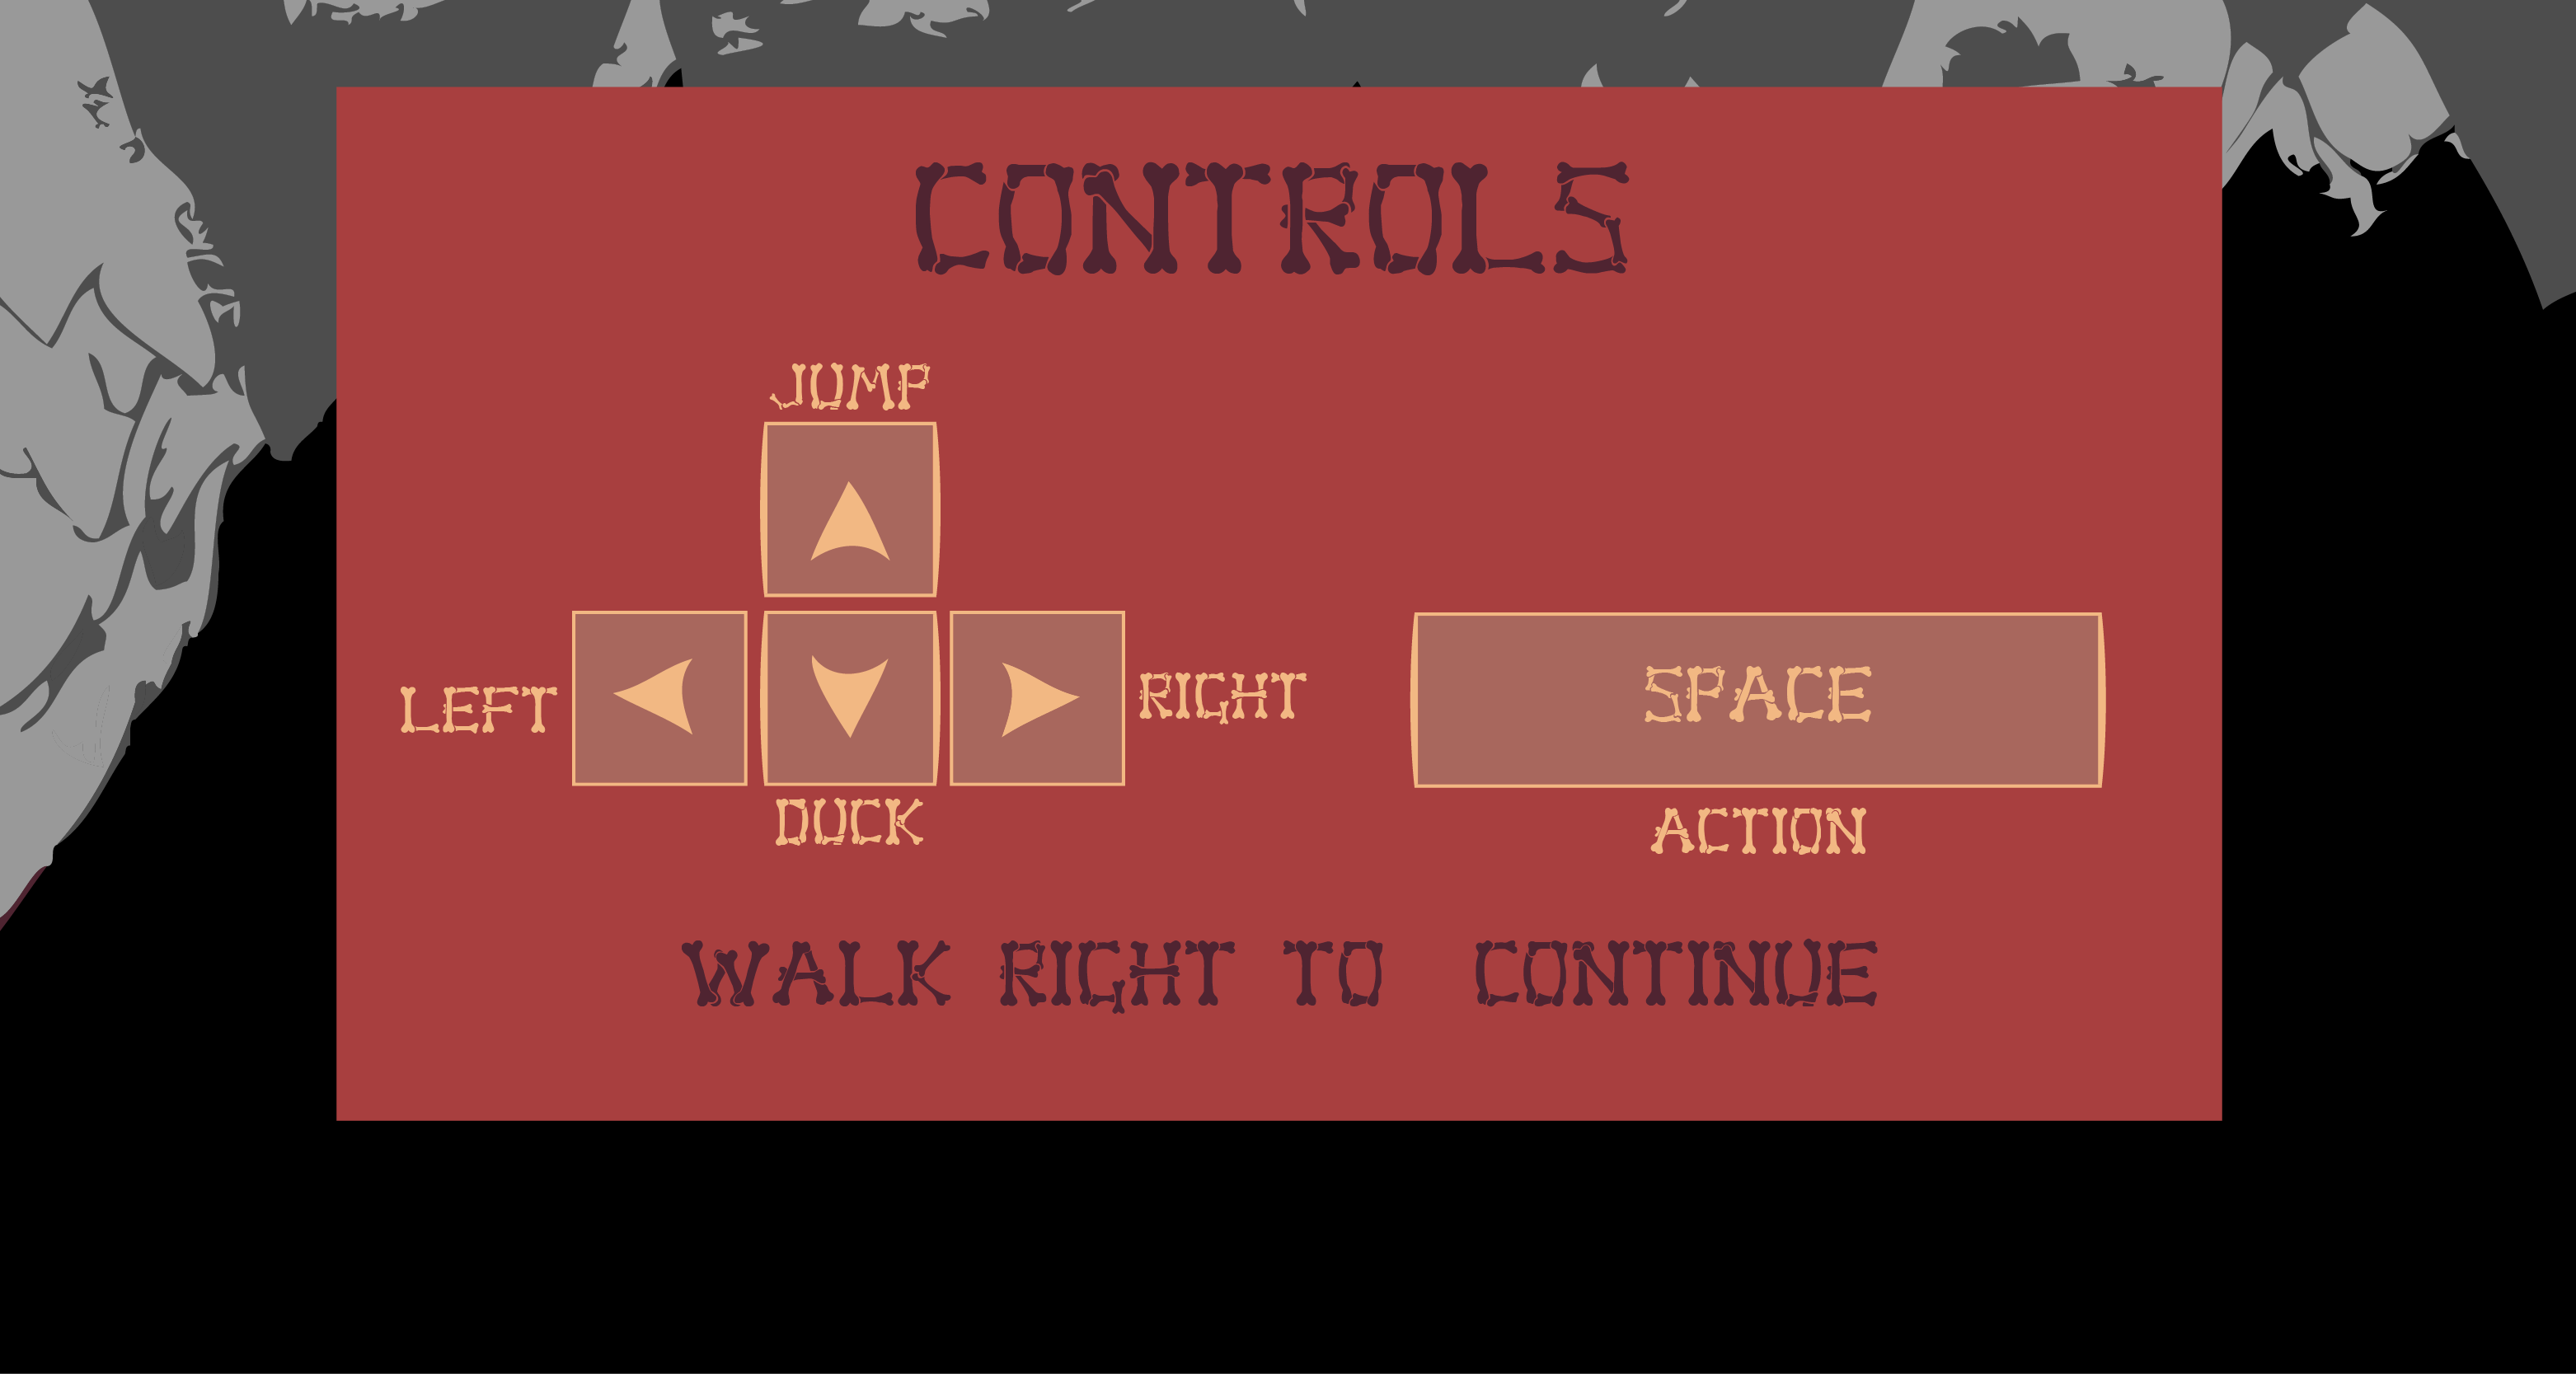 CONTROLS
JUMP
LEFT
RIGHT
SPACE
DUCK
ACTION
WALK RIGHT TO CONTINUE